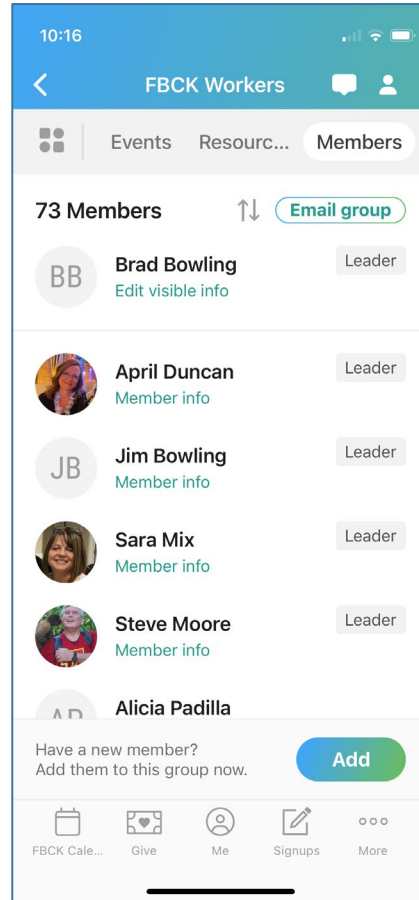 10:16
FBCK Workers
Events Resourc... Members
73 Members Email group
BB Brad Bowling Leader
Edit visible info
April Duncan Leader
Member info
JB Jim Bowling Leader
Member info
Sara Mix Leader
Member info
Steve Moore Leader
Member info
AP Alicia Padilla
Have a new member?
Add them to this group now.
Add
FBCK Cale... Give Me Signups More